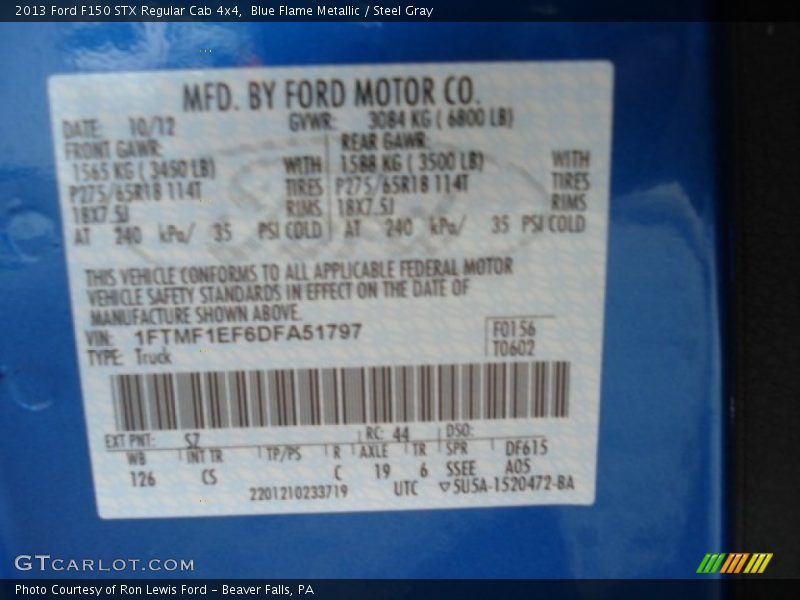 2013 Ford F150 STX Regular Cab 4x4, Blue Flame Metallic / Steel Gray
MFD. BY FORD MOTOR CO.
DATE: 10/12 GVWR: 3084 KG ( 6800 LB)
FRONT GAWR: REAR GAWR:
1565 KG ( 3450 LB) WITH 1588 KG ( 3500 LB) WITH
P275/65R18 114T TIRES P275/65R18 114T TIRES
18X7.5J RIMS 18X7.5J RIMS
AT 240 kPa/ 35 PSI COLD AT 240 kPa/ 35 PSI COLD
THIS VEHICLE CONFORMS TO ALL APPLICABLE FEDERAL MOTOR
VEHICLE SAFETY STANDARDS IN EFFECT ON THE DATE OF
MANUFACTURE SHOWN ABOVE.
VIN: 1FTMF1EF6DFA51797 F0156
TYPE: Truck T0602
EXT PNT: SZ RC: 44 DSO:
WB INT TR TP/PS R AXLE TR SPR DF615
126 CS C 19 6 SSEE A05
2201210233719 UTC ▽5U5A-1520472-BA
GTCARLOT.COM
Photo Courtesy of Ron Lewis Ford - Beaver Falls, PA